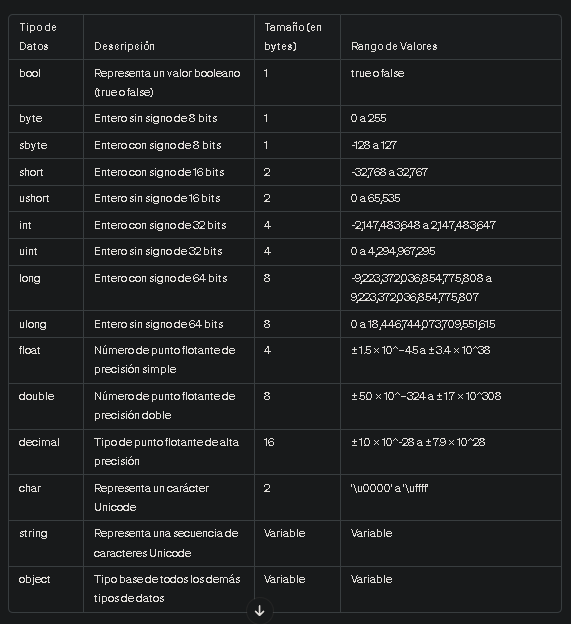 Tipo de Datos | Descripción | Tamaño (en bytes) | Rango de Valores
bool | Representa un valor booleano (true o false) | 1 | true o false
byte | Entero sin signo de 8 bits | 1 | 0 a 255
sbyte | Entero con signo de 8 bits | 1 | -128 a 127
short | Entero con signo de 16 bits | 2 | -32,768 a 32,767
ushort | Entero sin signo de 16 bits | 2 | 0 a 65,535
int | Entero con signo de 32 bits | 4 | -2,147,483,648 a 2,147,483,647
uint | Entero sin signo de 32 bits | 4 | 0 a 4,294,967,295
long | Entero con signo de 64 bits | 8 | -9,223,372,036,854,775,808 a 9,223,372,036,854,775,807
ulong | Entero sin signo de 64 bits | 8 | 0 a 18,446,744,073,709,551,615
float | Número de punto flotante de precisión simple | 4 | ±1.5 × 10^−45 a ±3.4 × 10^38
double | Número de punto flotante de precisión doble | 8 | ±5.0 × 10^−324 a ±1.7 × 10^308
decimal | Tipo de punto flotante de alta precisión | 16 | ±1.0 × 10^-28 a ±7.9 × 10^28
char | Representa un carácter Unicode | 2 | '\u0000' a '\uffff'
string | Representa una secuencia de caracteres Unicode | Variable | Variable
object | Tipo base de todos los demás tipos de datos | Variable | Variable